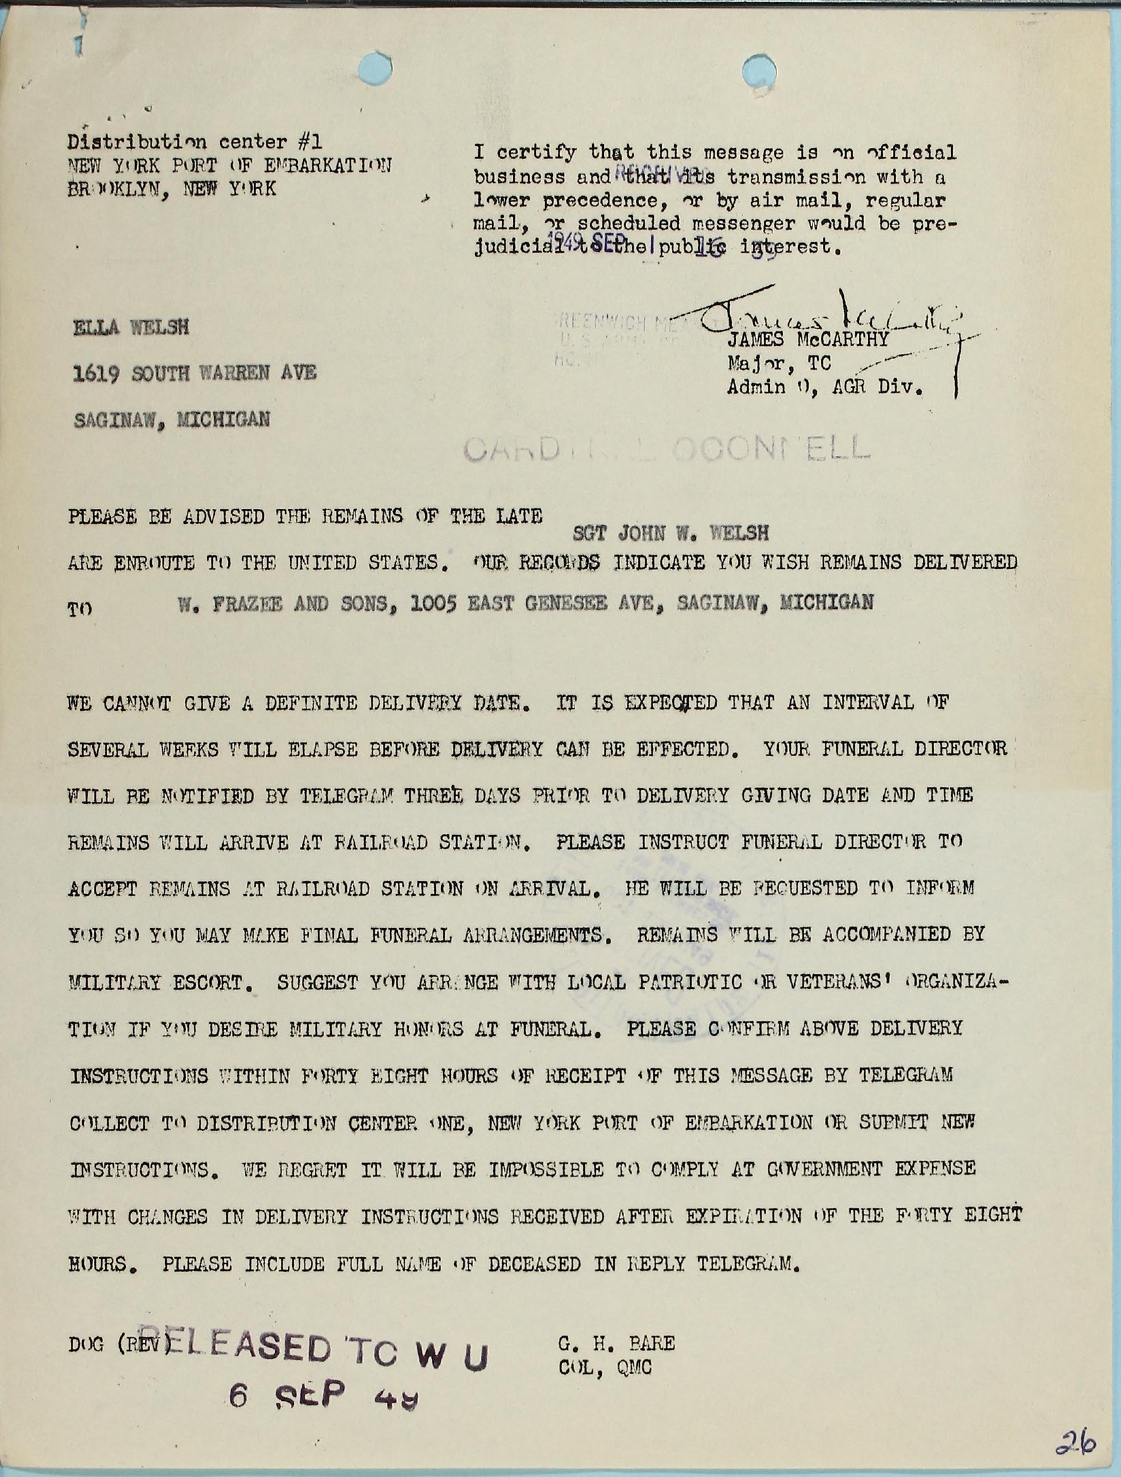 Distribution center #1
NEW YORK PORT OF EMBARKATION
BROOKLYN, NEW YORK
I certify that this message is on official
business and that its transmission with a
lower precedence, or by air mail, regular
mail, or scheduled messenger would be pre-
judicial to the public interest.
RECEIVED
1949 SEP 1 16 39
James McCarthy
JAMES McCARTHY
Major, TC
Admin O, AGR Div.
GREENWICH ME
U.S. ARMY
ELLA WELSH
1619 SOUTH WARREN AVE
SAGINAW, MICHIGAN
CARDINAL OCONNELL
PLEASE BE ADVISED THE REMAINS OF THE LATE
SGT JOHN W. WELSH
ARE ENROUTE TO THE UNITED STATES. OUR RECORDS INDICATE YOU WISH REMAINS DELIVERED
TO W. FRAZEE AND SONS, 1005 EAST GENESEE AVE, SAGINAW, MICHIGAN
WE CANNOT GIVE A DEFINITE DELIVERY DATE. IT IS EXPECTED THAT AN INTERVAL OF
SEVERAL WEEKS WILL ELAPSE BEFORE DELIVERY CAN BE EFFECTED. YOUR FUNERAL DIRECTOR
WILL BE NOTIFIED BY TELEGRAM THREE DAYS PRIOR TO DELIVERY GIVING DATE AND TIME
REMAINS WILL ARRIVE AT RAILROAD STATION. PLEASE INSTRUCT FUNERAL DIRECTOR TO
ACCEPT REMAINS AT RAILROAD STATION ON ARRIVAL. HE WILL BE REQUESTED TO INFORM
YOU SO YOU MAY MAKE FINAL FUNERAL ARRANGEMENTS. REMAINS WILL BE ACCOMPANIED BY
MILITARY ESCORT. SUGGEST YOU ARRANGE WITH LOCAL PATRIOTIC OR VETERANS' ORGANIZA-
TION IF YOU DESIRE MILITARY HONORS AT FUNERAL. PLEASE CONFIRM ABOVE DELIVERY
INSTRUCTIONS WITHIN FORTY EIGHT HOURS OF RECEIPT OF THIS MESSAGE BY TELEGRAM
COLLECT TO DISTRIBUTION CENTER ONE, NEW YORK PORT OF EMBARKATION OR SUBMIT NEW
INSTRUCTIONS. WE REGRET IT WILL BE IMPOSSIBLE TO COMPLY AT GOVERNMENT EXPENSE
WITH CHANGES IN DELIVERY INSTRUCTIONS RECEIVED AFTER EXPIRATION OF THE FORTY EIGHT
HOURS. PLEASE INCLUDE FULL NAME OF DECEASED IN REPLY TELEGRAM.
DOG (REV)
RELEASED TO W U
6 SEP 49
G. H. BARE
COL, QMC
26